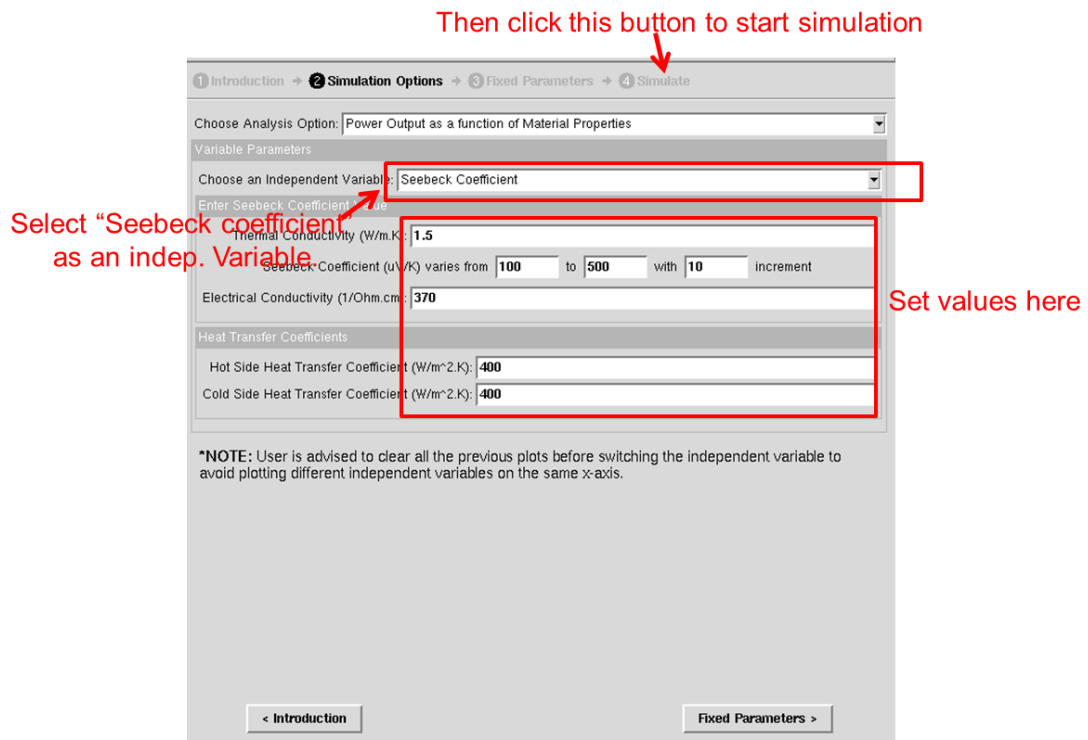 Then click this button to start simulation
1 Introduction → 2 Simulation Options → 3 Fixed Parameters → 4 Simulate
Choose Analysis Option: Power Output as a function of Material Properties
Variable Parameters
Choose an Independent Variable: Seebeck Coefficient
Enter Seebeck Coefficient Value
Select “Seebeck coefficient”
as an indep. Variable.
Thermal Conductivity (W/m.K): 1.5
Seebeck Coefficient (uV/K) varies from 100 to 500 with 10 increment
Electrical Conductivity (1/Ohm.cm): 370
Set values here
Heat Transfer Coefficients
Hot Side Heat Transfer Coefficient (W/m^2.K): 400
Cold Side Heat Transfer Coefficient (W/m^2.K): 400
*NOTE: User is advised to clear all the previous plots before switching the independent variable to
avoid plotting different independent variables on the same x-axis.
< Introduction
Fixed Parameters >